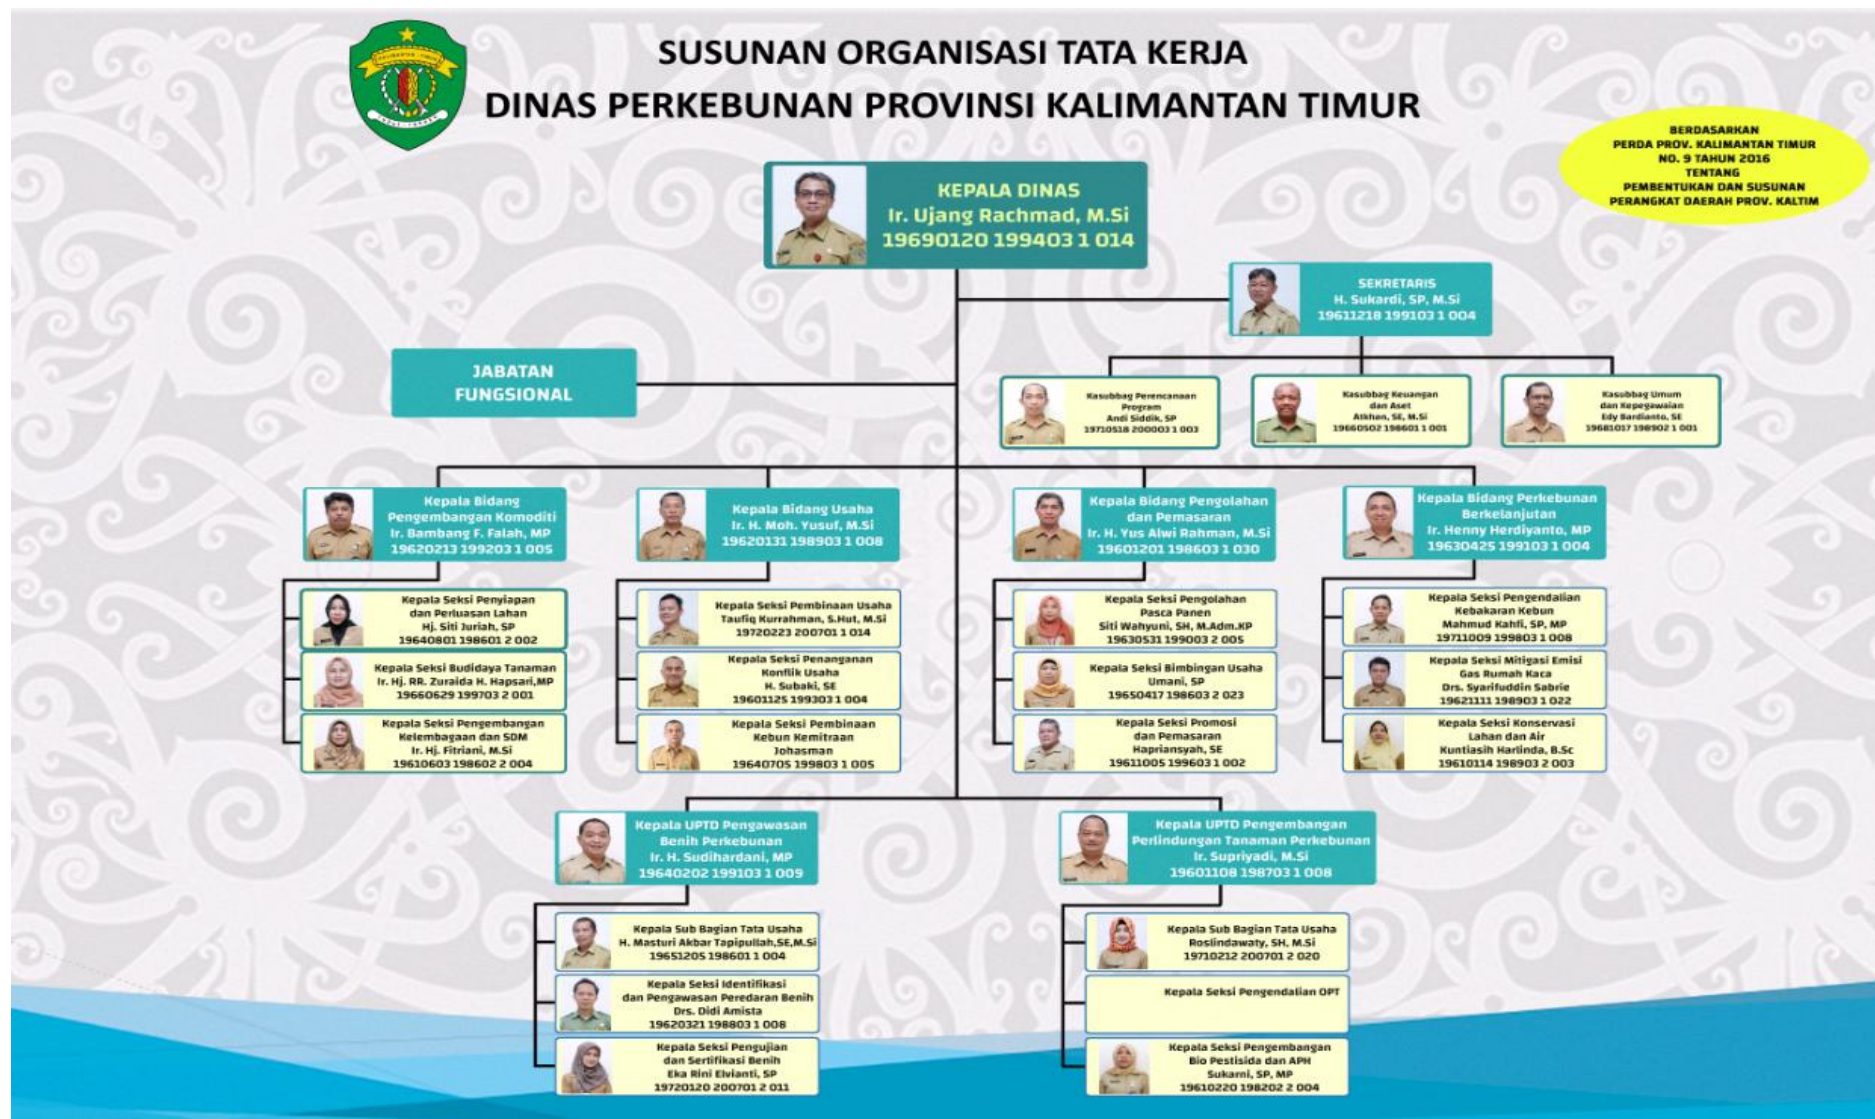 SUSUNAN ORGANISASI TATA KERJA
DINAS PERKEBUNAN PROVINSI KALIMANTAN TIMUR
BERDASARKAN
PERDA PROV. KALIMANTAN TIMUR
NO. 9 TAHUN 2016
TENTANG
PEMBENTUKAN DAN SUSUNAN
PERANGKAT DAERAH PROV. KALTIM
KEPALA DINAS
Ir. Ujang Rachmad, M.Si
19690120 199403 1 014
SEKRETARIS
H. Sukardi, SP, M.Si
19611218 199103 1 004
JABATAN
FUNGSIONAL
Kasubbag Perencanaan
Program
Andi Siddik, SP
19710518 200003 1 003
Kasubbag Keuangan
dan Aset
Atkhan, SE, M.Si
19660502 198601 1 001
Kasubbag Umum
dan Kepegawaian
Edy Bardianto, SE
19681017 198902 1 001
Kepala Bidang
Pengembangan Komoditi
Ir. Bambang F. Falah, MP
19620213 199203 1 005
Kepala Seksi Penyiapan
dan Perluasan Lahan
Hj. Siti Juriah, SP
19640801 198601 2 002
Kepala Seksi Budidaya Tanaman
Ir. Hj. RR. Zuraida H. Hapsari,MP
19660629 199703 2 001
Kepala Seksi Pengembangan
Kelembagaan dan SDM
Ir. Hj. Fitriani, M.Si
19610603 198602 2 004
Kepala Bidang Usaha
Ir. H. Moh. Yusuf, M.Si
19620131 198903 1 008
Kepala Seksi Pembinaan Usaha
Taufiq Kurrahman, S.Hut, M.Si
19720223 200701 1 014
Kepala Seksi Penanganan
Konflik Usaha
H. Subaki, SE
19601125 199303 1 004
Kepala Seksi Pembinaan
Kebun Kemitraan
Johasman
19640705 199803 1 005
Kepala Bidang Pengolahan
dan Pemasaran
Ir. H. Yus Alwi Rahman, M.Si
19601201 198603 1 030
Kepala Seksi Pengolahan
Pasca Panen
Siti Wahyuni, SH, M.Adm.KP
19630531 199003 2 005
Kepala Seksi Bimbingan Usaha
Umani, SP
19650417 198603 2 023
Kepala Seksi Promosi
dan Pemasaran
Hapriansyah, SE
19611005 199603 1 002
Kepala Bidang Perkebunan
Berkelanjutan
Ir. Henny Herdiyanto, MP
19630425 199103 1 004
Kepala Seksi Pengendalian
Kebakaran Kebun
Mahmud Kahfi, SP, MP
19711009 199803 1 008
Kepala Seksi Mitigasi Emisi
Gas Rumah Kaca
Drs. Syarifuddin Sabrie
19621111 198903 1 022
Kepala Seksi Konservasi
Lahan dan Air
Kuntiasih Harlinda, B.Sc
19610114 198903 2 003
Kepala UPTD Pengawasan
Benih Perkebunan
Ir. H. Sudihardani, MP
19640202 199103 1 009
Kepala Sub Bagian Tata Usaha
H. Masturi Akbar Tapipullah,SE,M.Si
19651205 198601 1 004
Kepala Seksi Identifikasi
dan Pengawasan Peredaran Benih
Drs. Didi Amista
19620321 198803 1 008
Kepala Seksi Pengujian
dan Sertifikasi Benih
Eka Rini Elvianti, SP
19720120 200701 2 011
Kepala UPTD Pengembangan
Perlindungan Tanaman Perkebunan
Ir. Supriyadi, M.Si
19601108 198703 1 008
Kepala Sub Bagian Tata Usaha
Roslindawaty, SH, M.Si
19710212 200701 2 020
Kepala Seksi Pengendalian OPT
Kepala Seksi Pengembangan
Bio Pestisida dan APH
Sukarni, SP, MP
19610220 198202 2 004